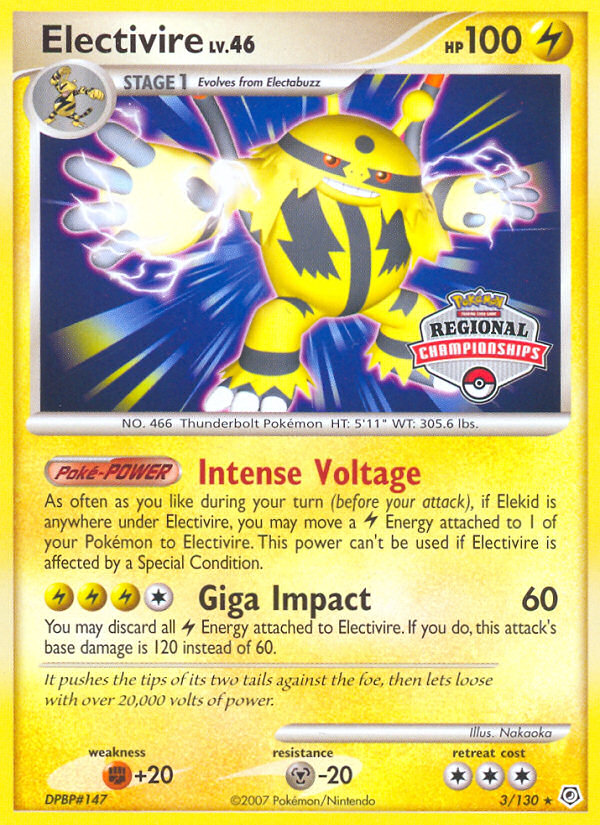 Electivire LV.46 HP 100
STAGE 1 Evolves from Electabuzz
Pokémon
TRADING CARD GAME
REGIONAL
CHAMPIONSHIPS
NO. 466 Thunderbolt Pokémon HT: 5'11" WT: 305.6 lbs.
Poké-POWER Intense Voltage
As often as you like during your turn (before your attack), if Elekid is
anywhere under Electivire, you may move a Energy attached to 1 of
your Pokémon to Electivire. This power can't be used if Electivire is
affected by a Special Condition.
Giga Impact 60
You may discard all Energy attached to Electivire. If you do, this attack's
base damage is 120 instead of 60.
It pushes the tips of its two tails against the foe, then lets loose
with over 20,000 volts of power.
Illus. Nakaoka
weakness resistance retreat cost
+20 -20
DPBP#147 ©2007 Pokémon/Nintendo 3/130 ★